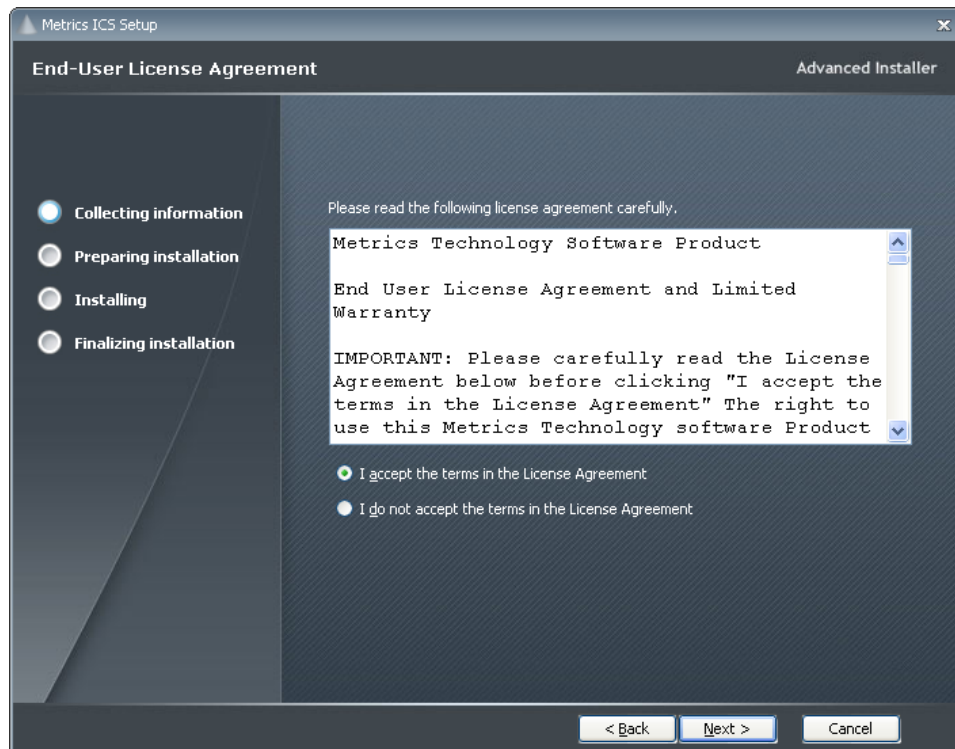 Metrics ICS Setup
End-User License Agreement
Advanced Installer
Collecting information
Preparing installation
Installing
Finalizing installation
Please read the following license agreement carefully.
Metrics Technology Software Product
End User License Agreement and Limited
Warranty
IMPORTANT: Please carefully read the License
Agreement below before clicking "I accept the
terms in the License Agreement" The right to
use this Metrics Technology software Product
I accept the terms in the License Agreement
I do not accept the terms in the License Agreement
< Back
Next >
Cancel